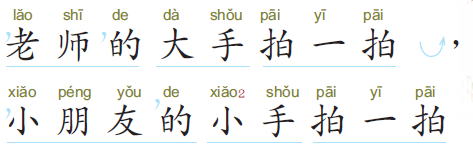 lǎo shī de dà shǒu pāi yī pāi
老师的大手拍一拍，
xiǎo péng yǒu de xiǎo2 shǒu pāi yī pāi
小朋友的小手拍一拍